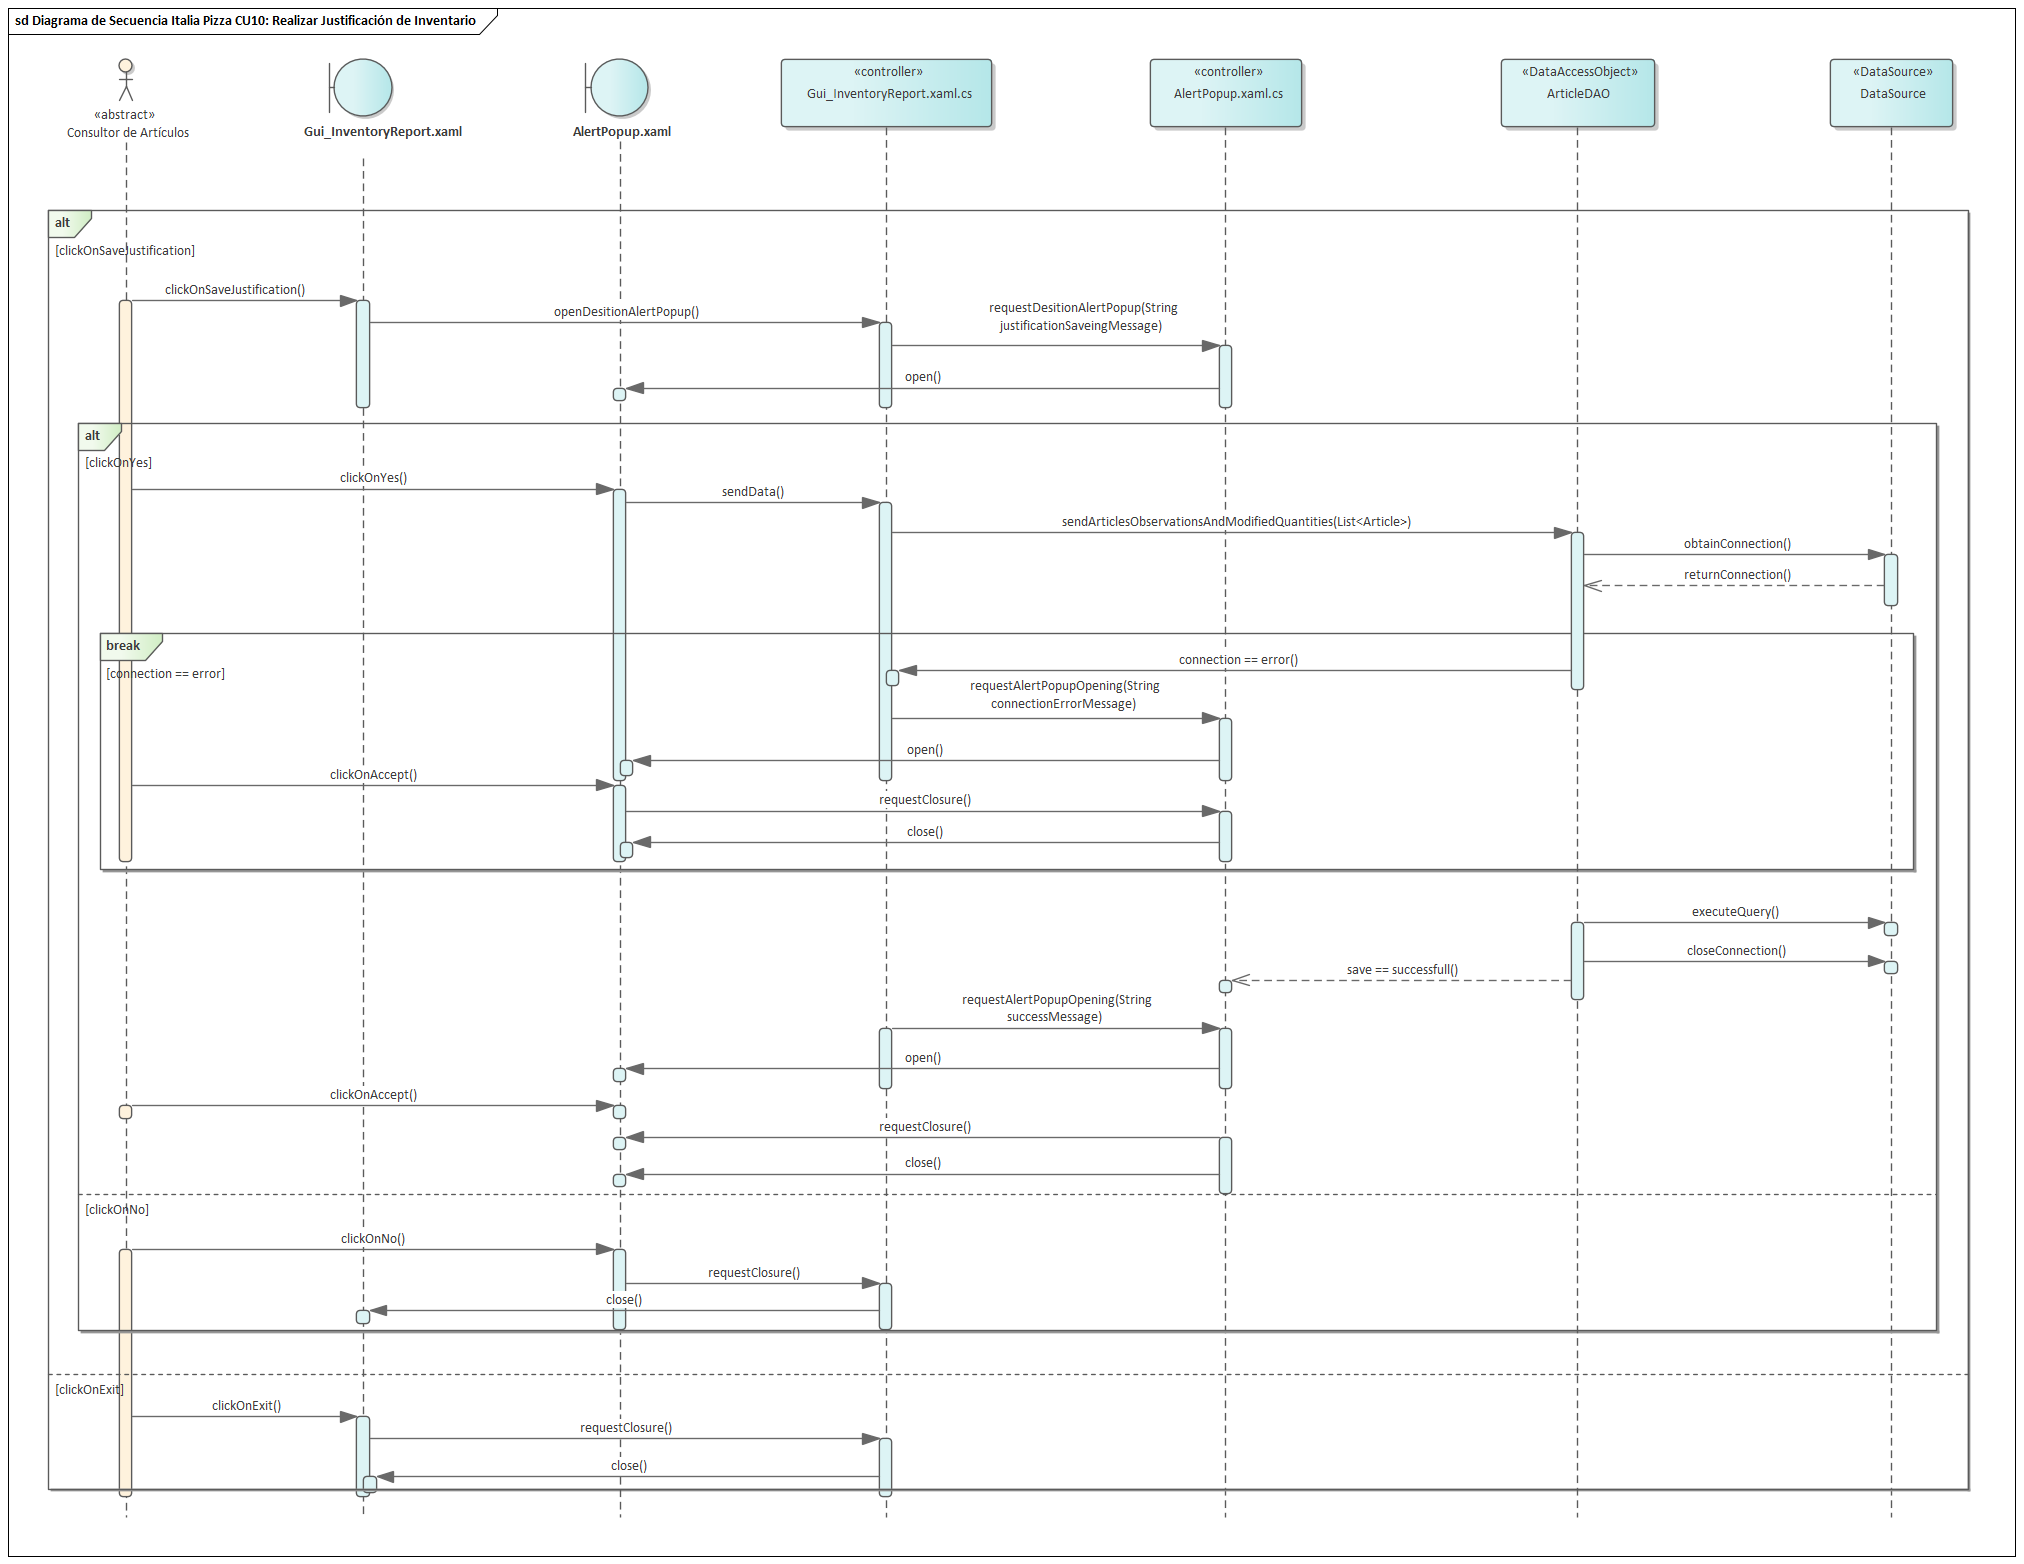 sd Diagrama de Secuencia Italia Pizza CU10: Realizar Justificación de Inventario
«abstract»
Consultor de Artículos
Gui_InventoryReport.xaml
AlertPopup.xaml
«controller»
Gui_InventoryReport.xaml.cs
«controller»
AlertPopup.xaml.cs
«DataAccessObject»
ArticleDAO
«DataSource»
DataSource
alt
[clickOnSaveJustification]
clickOnSaveJustification()
openDesitionAlertPopup()
requestDesitionAlertPopup(String
justificationSaveingMessage)
open()
alt
[clickOnYes]
clickOnYes()
sendData()
sendArticlesObservationsAndModifiedQuantities(List<Article>)
obtainConnection()
returnConnection()
break
[connection == error]
connection == error()
requestAlertPopupOpening(String
connectionErrorMessage)
open()
clickOnAccept()
requestClosure()
close()
executeQuery()
closeConnection()
save == successfull()
requestAlertPopupOpening(String
successMessage)
open()
clickOnAccept()
requestClosure()
close()
[clickOnNo]
clickOnNo()
requestClosure()
close()
[clickOnExit]
clickOnExit()
requestClosure()
close()